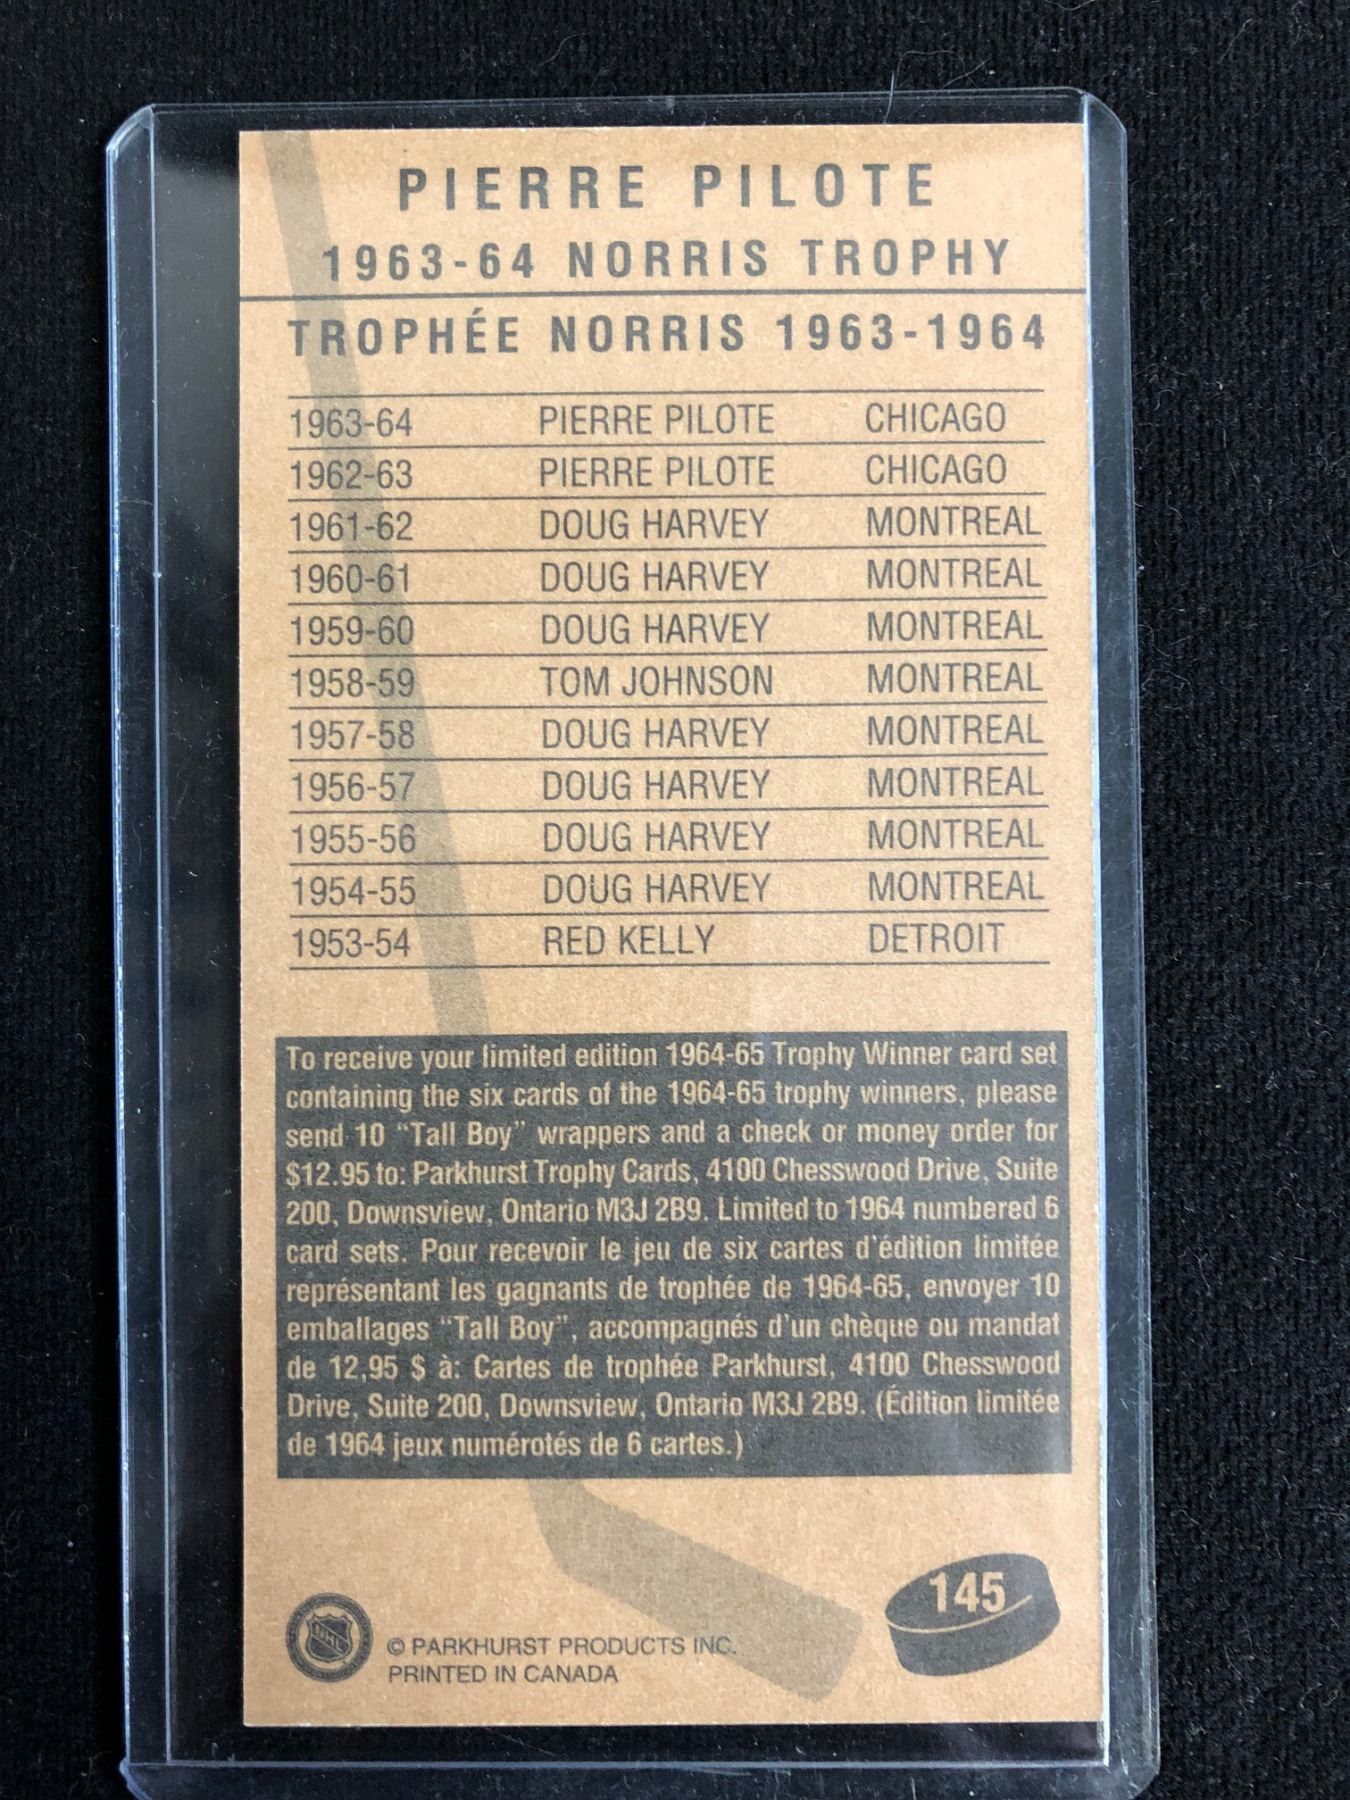 PIERRE PILOTE
1963-64 NORRIS TROPHY
TROPHÉE NORRIS 1963-1964
1963-64 PIERRE PILOTE CHICAGO
1962-63 PIERRE PILOTE CHICAGO
1961-62 DOUG HARVEY MONTREAL
1960-61 DOUG HARVEY MONTREAL
1959-60 DOUG HARVEY MONTREAL
1958-59 TOM JOHNSON MONTREAL
1957-58 DOUG HARVEY MONTREAL
1956-57 DOUG HARVEY MONTREAL
1955-56 DOUG HARVEY MONTREAL
1954-55 DOUG HARVEY MONTREAL
1953-54 RED KELLY DETROIT
To receive your limited edition 1964-65 Trophy Winner card set
containing the six cards of the 1964-65 trophy winners, please
send 10 “Tall Boy” wrappers and a check or money order for
$12.95 to: Parkhurst Trophy Cards, 4100 Chesswood Drive, Suite
200, Downsview, Ontario M3J 2B9. Limited to 1964 numbered 6
card sets. Pour recevoir le jeu de six cartes d'édition limitée
représentant les gagnants de trophée de 1964-65, envoyer 10
emballages “Tall Boy”, accompagnés d'un chèque ou mandat
de 12,95 $ à: Cartes de trophée Parkhurst, 4100 Chesswood
Drive, Suite 200, Downsview, Ontario M3J 2B9. (Édition limitée
de 1964 jeux numérotés de 6 cartes.)
145
NHL
© PARKHURST PRODUCTS INC.
PRINTED IN CANADA